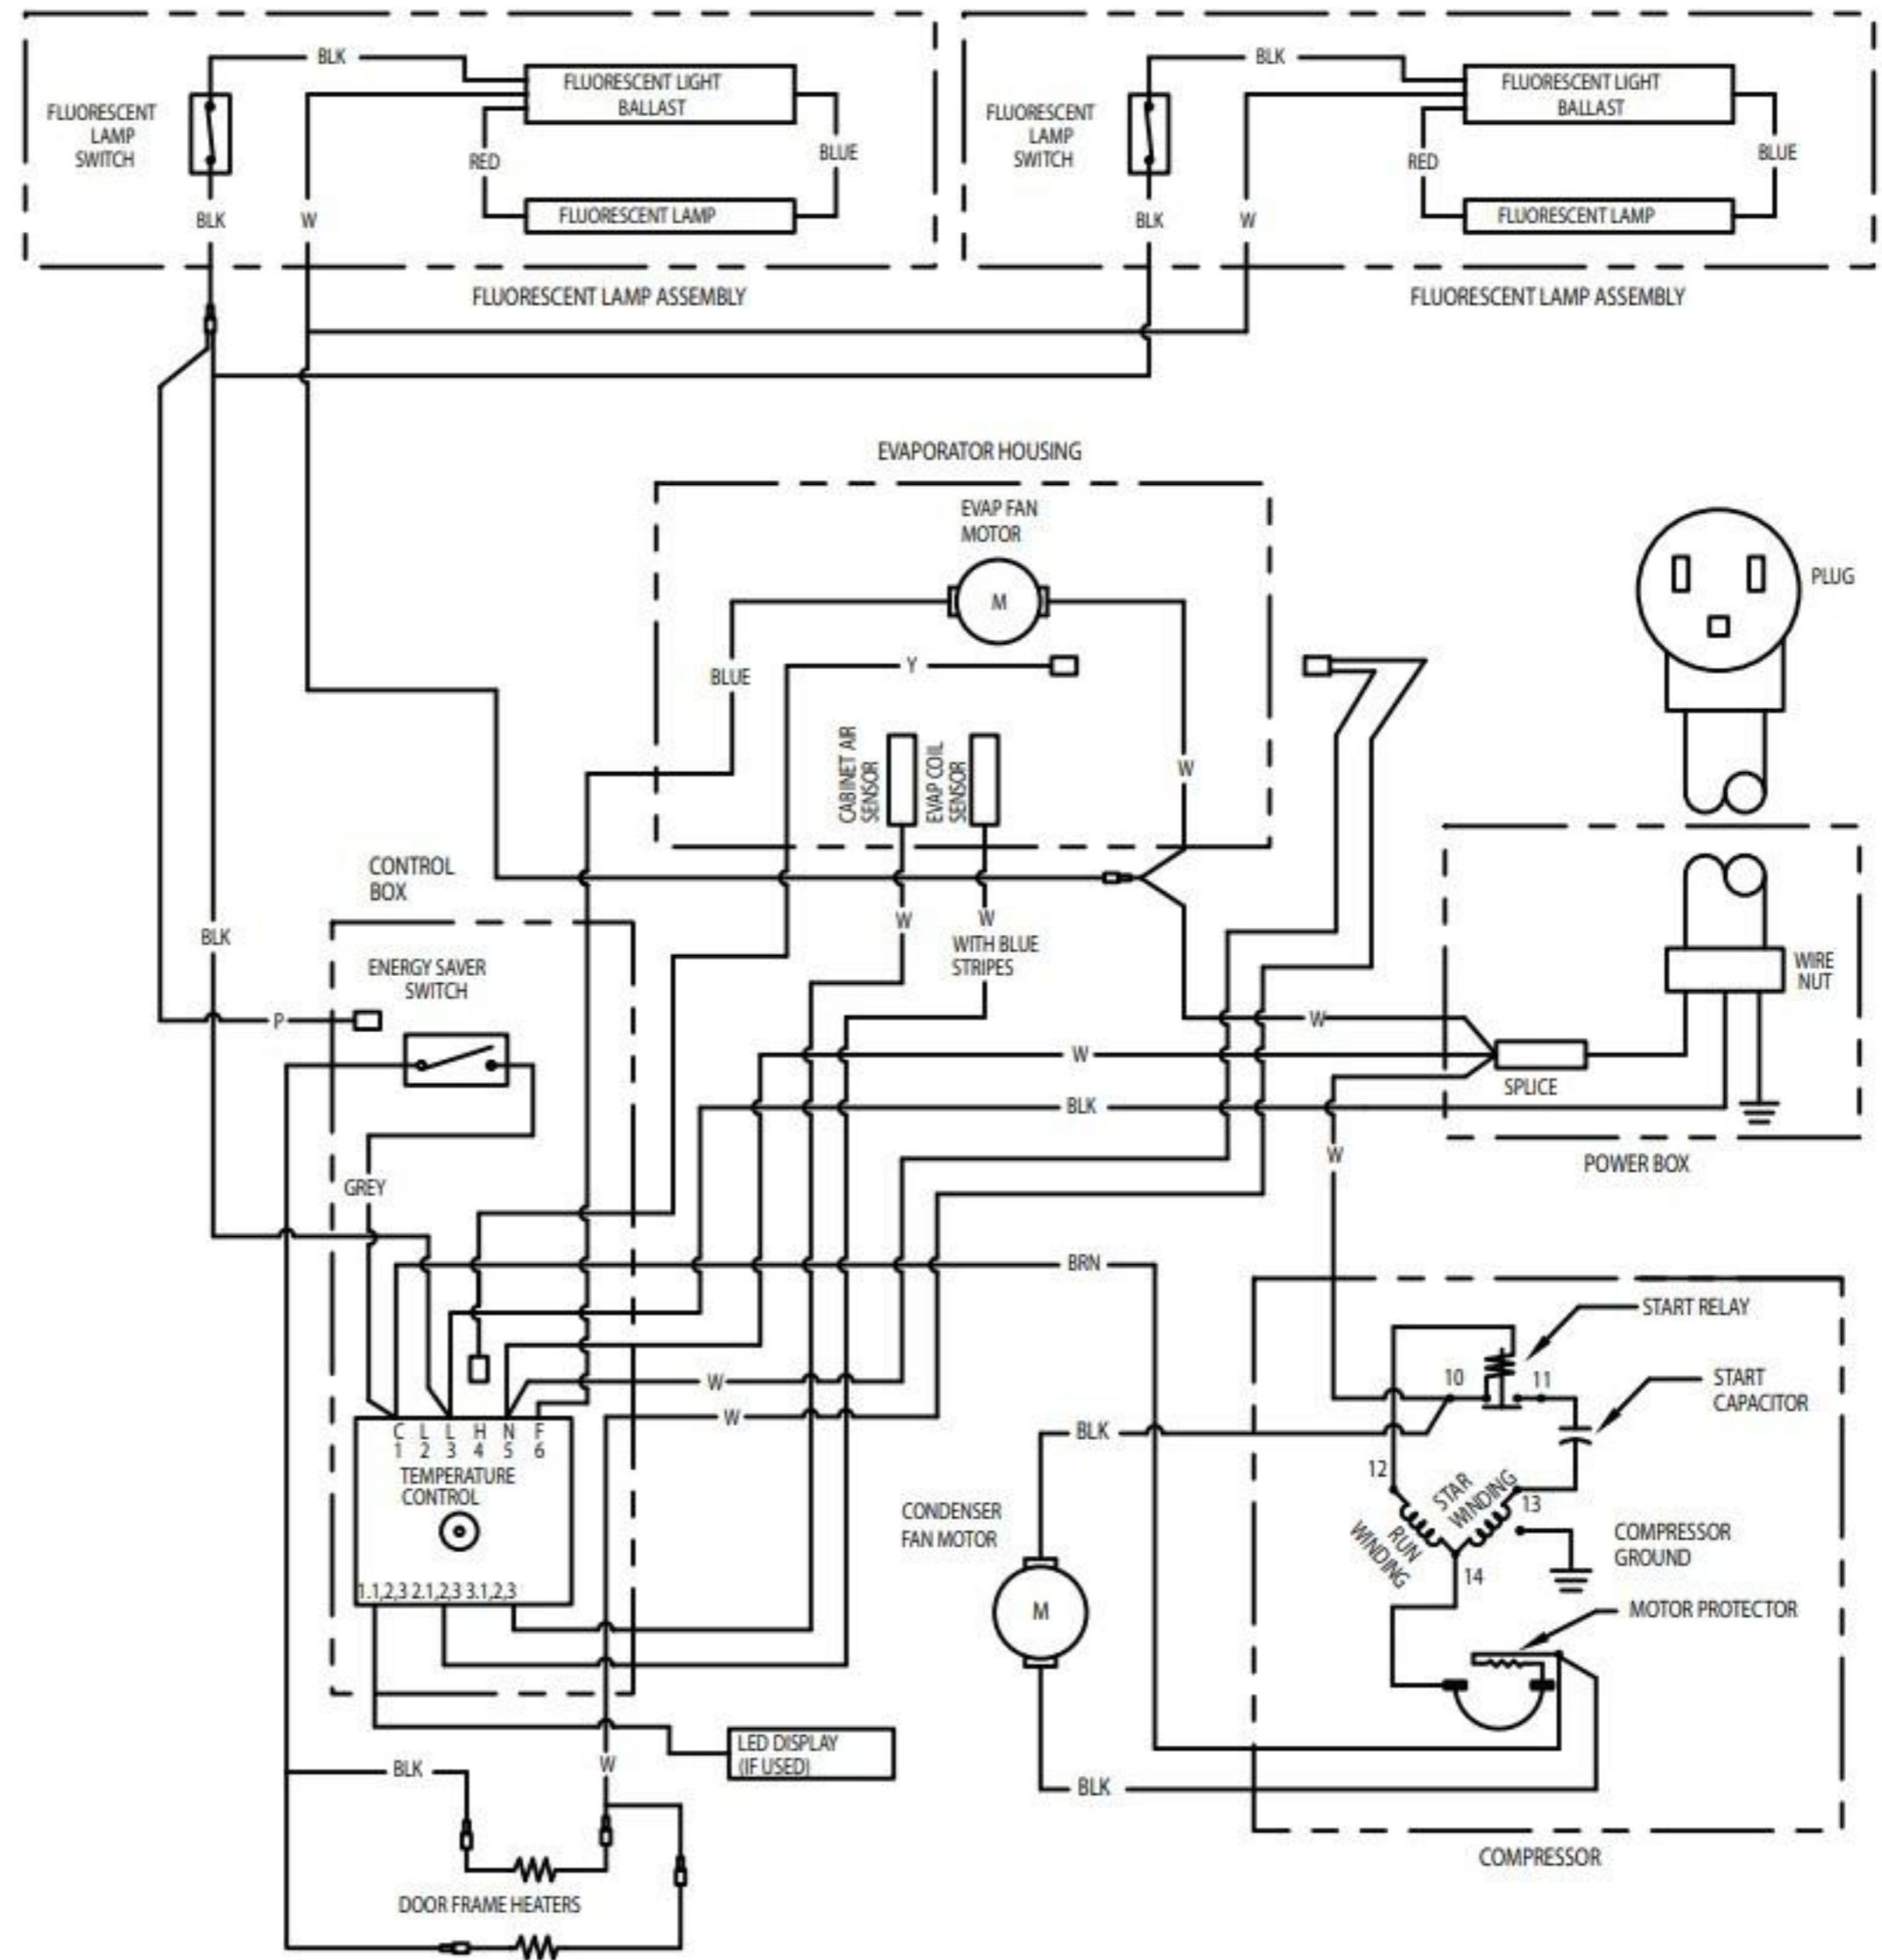 BLK
FLUORESCENT LIGHT
BALLAST
FLUORESCENT
LAMP
SWITCH
RED
BLUE
FLUORESCENT LAMP
BLK
W
FLUORESCENT LAMP ASSEMBLY
BLK
FLUORESCENT LIGHT
BALLAST
FLUORESCENT
LAMP
SWITCH
RED
BLUE
FLUORESCENT LAMP
BLK
W
FLUORESCENT LAMP ASSEMBLY
EVAPORATOR HOUSING
EVAP FAN
MOTOR
M
BLUE
Y
W
CABINET AIR
SENSOR
EVAP COIL
SENSOR
PLUG
CONTROL
BOX
BLK
W
W
WITH BLUE
STRIPES
ENERGY SAVER
SWITCH
P
WIRE
NUT
W
W
SPLICE
BLK
POWER BOX
W
GREY
BRN
START RELAY
START
CAPACITOR
10
11
W
W
BLK
C L L H N F
1 2 3 4 5 6
TEMPERATURE
CONTROL
1.1,2,3 2.1,2,3 3.1,2,3
12
STAR
WINDING
13
RUN
WINDING
14
CONDENSER
FAN MOTOR
M
COMPRESSOR
GROUND
MOTOR PROTECTOR
LED DISPLAY
(IF USED)
BLK
W
BLK
COMPRESSOR
DOOR FRAME HEATERS